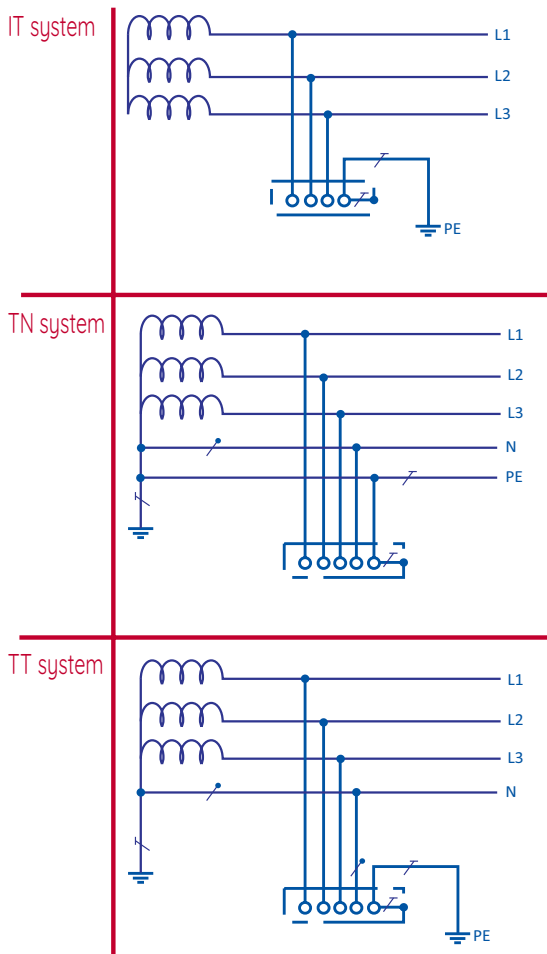 IT system
L1
L2
L3
PE
TN system
L1
L2
L3
N
PE
TT system
L1
L2
L3
N
PE